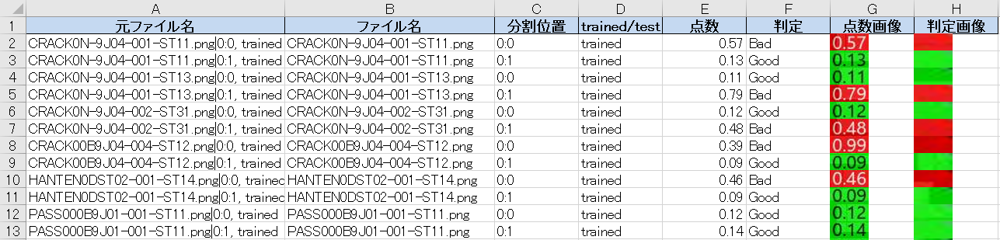 A B C D E F G H
1 元ファイル名 ファイル名 分割位置 trained/test 点数 判定 点数画像 判定画像
2 CRACK0N-9J04-001-ST11.png|0:0, trained CRACK0N-9J04-001-ST11.png 0:0 trained 0.57 Bad 0.57
3 CRACK0N-9J04-001-ST11.png|0:1, trained CRACK0N-9J04-001-ST11.png 0:1 trained 0.13 Good 0.13
4 CRACK0N-9J04-001-ST13.png|0:0, trained CRACK0N-9J04-001-ST13.png 0:0 trained 0.11 Good 0.11
5 CRACK0N-9J04-001-ST13.png|0:1, trained CRACK0N-9J04-001-ST13.png 0:1 trained 0.79 Bad 0.79
6 CRACK0N-9J04-002-ST31.png|0:0, trained CRACK0N-9J04-002-ST31.png 0:0 trained 0.12 Good 0.12
7 CRACK0N-9J04-002-ST31.png|0:1, trained CRACK0N-9J04-002-ST31.png 0:1 trained 0.48 Bad 0.48
8 CRACK00B9J04-004-ST12.png|0:0, trained CRACK00B9J04-004-ST12.png 0:0 trained 0.39 Bad 0.99
9 CRACK00B9J04-004-ST12.png|0:1, trained CRACK00B9J04-004-ST12.png 0:1 trained 0.09 Good 0.09
10 HANTEN0DST02-001-ST14.png|0:0, trained HANTEN0DST02-001-ST14.png 0:0 trained 0.46 Bad 0.46
11 HANTEN0DST02-001-ST14.png|0:1, trained HANTEN0DST02-001-ST14.png 0:1 trained 0.09 Good 0.09
12 PASS000B9J01-001-ST11.png|0:0, trained PASS000B9J01-001-ST11.png 0:0 trained 0.12 Good 0.12
13 PASS000B9J01-001-ST11.png|0:1, trained PASS000B9J01-001-ST11.png 0:1 trained 0.14 Good 0.14